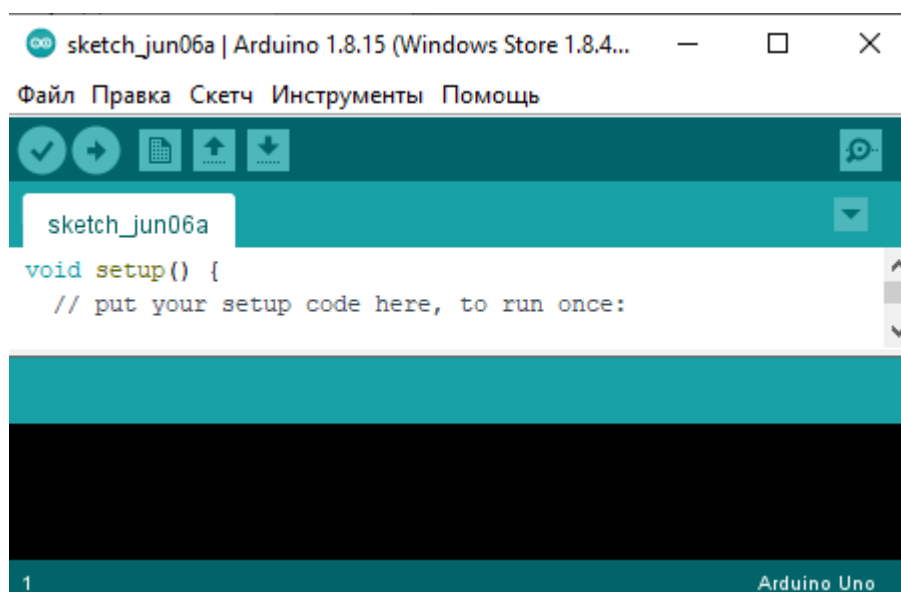 sketch_jun06a | Arduino 1.8.15 (Windows Store 1.8.4...
Файл Правка Скетч Инструменты Помощь
sketch_jun06a
void setup() {
// put your setup code here, to run once:
1 Arduino Uno